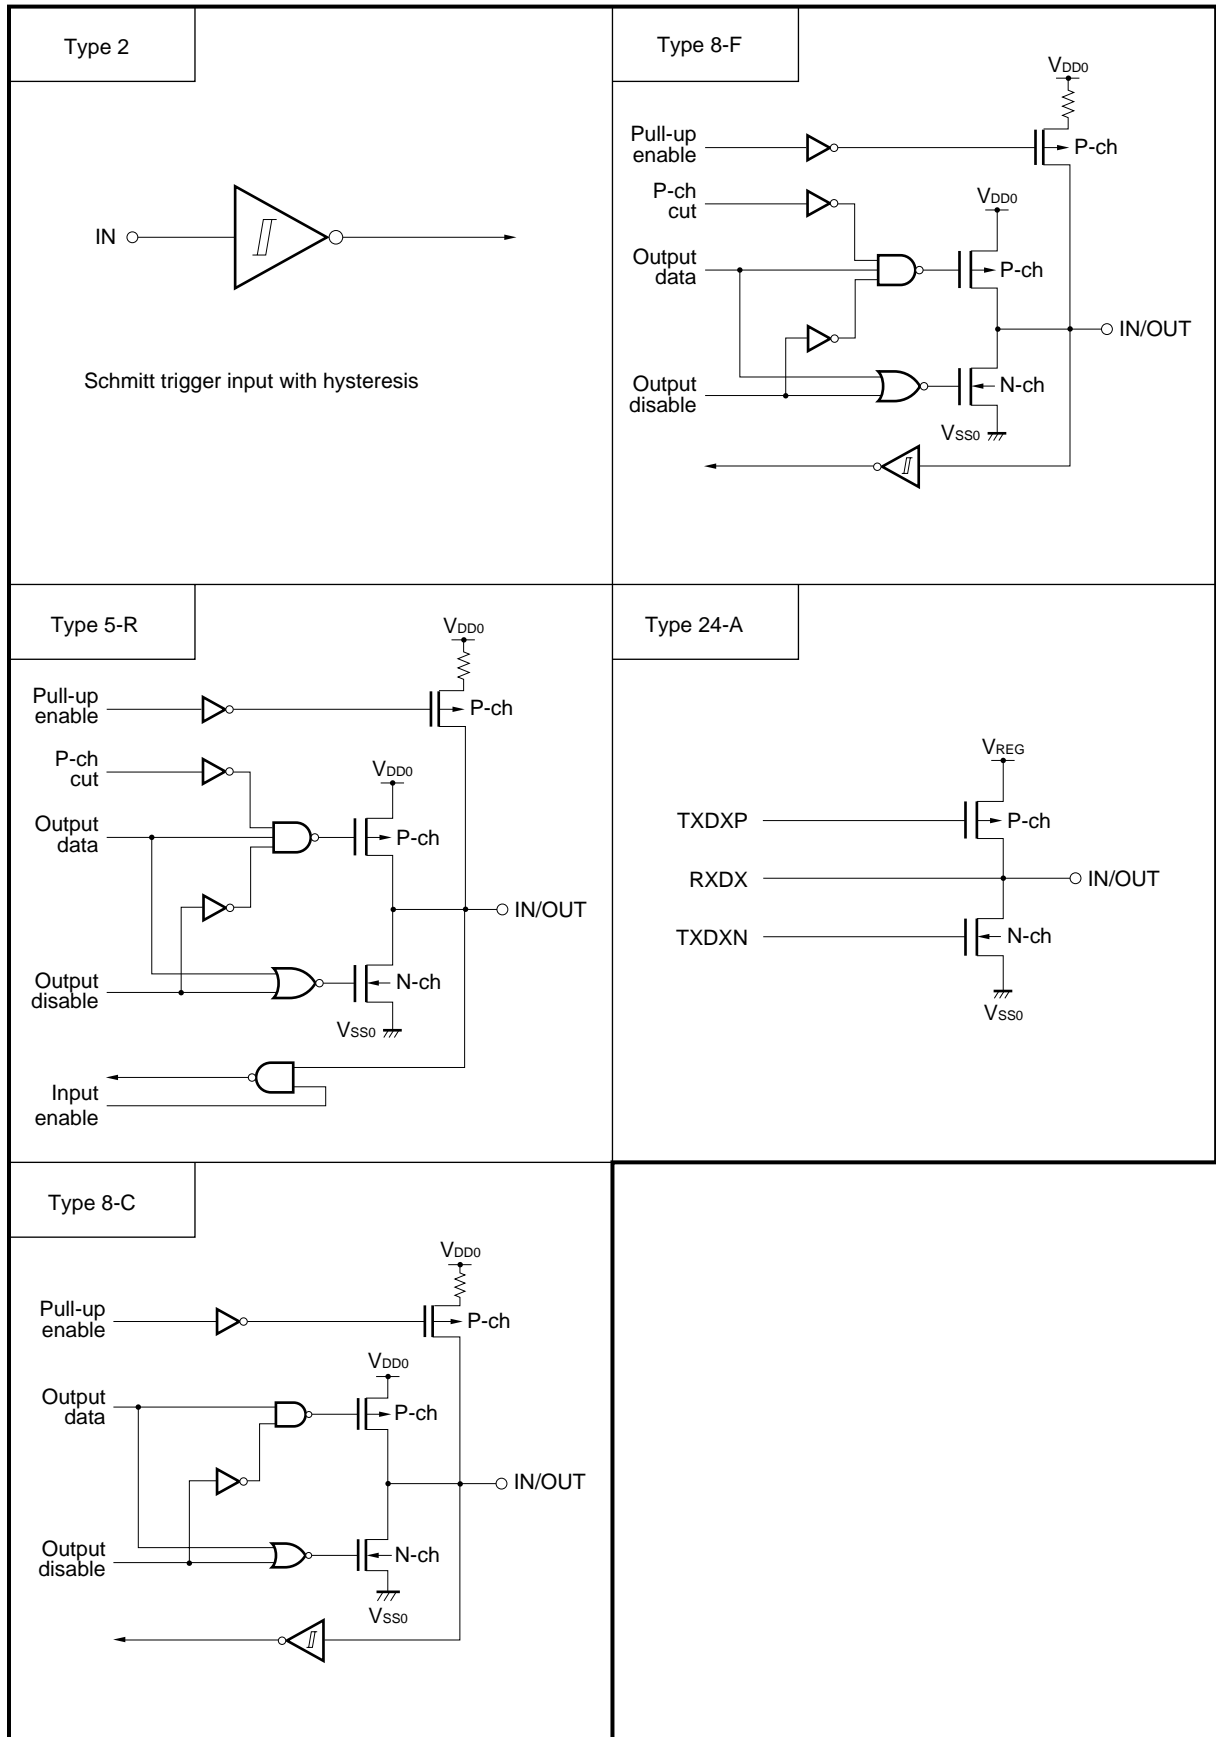 Type 2
IN
Schmitt trigger input with hysteresis
Type 8-F
VDD0
Pull-up
enable
P-ch
P-ch
cut
VDD0
Output
data
P-ch
IN/OUT
Output
disable
N-ch
VSS0
Type 5-R
VDD0
Pull-up
enable
P-ch
P-ch
cut
VDD0
Output
data
P-ch
IN/OUT
Output
disable
N-ch
VSS0
Input
enable
Type 24-A
VREG
TXDXP
P-ch
RXDX
IN/OUT
TXDXN
N-ch
VSS0
Type 8-C
VDD0
Pull-up
enable
P-ch
VDD0
Output
data
P-ch
IN/OUT
Output
disable
N-ch
VSS0